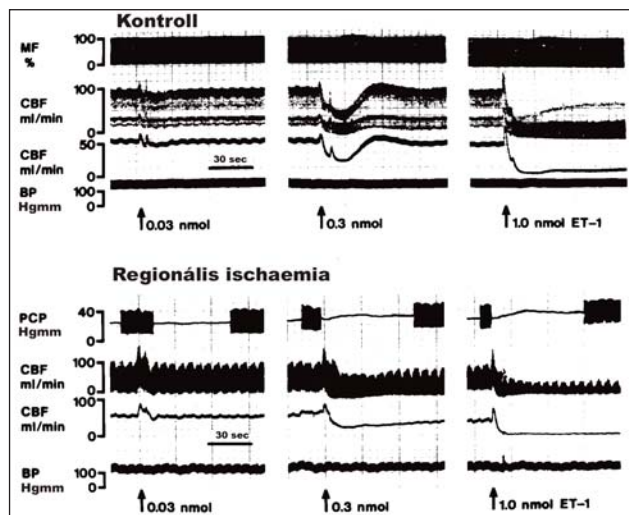 Kontroll
MF
%
100
0
CBF
ml/min
100
0
CBF
ml/min
50
0
30 sec
BP
Hgmm
100
0
0.03 nmol
0.3 nmol
1.0 nmol ET-1
Regionális ischaemia
PCP
Hgmm
40
0
CBF
ml/min
100
0
CBF
ml/min
100
0
30 sec
BP
Hgmm
100
0
0.03 nmol
0.3 nmol
1.0 nmol ET-1